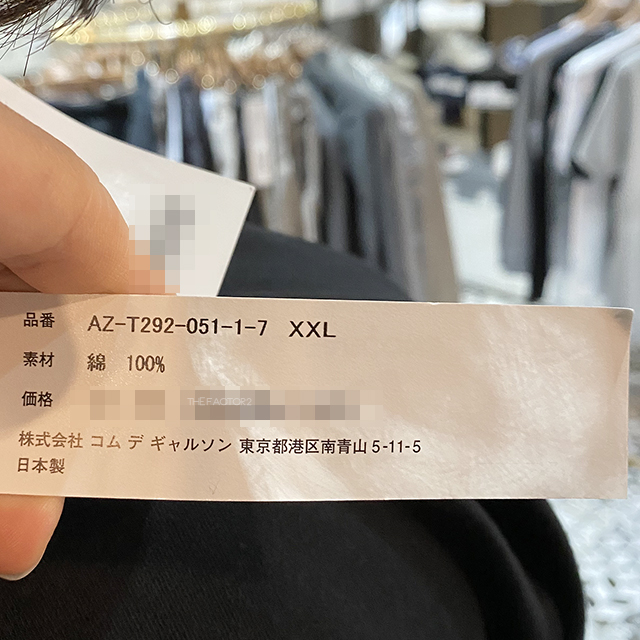 品番 AZ-T292-051-1-7 XXL
素材 綿 100%
価格
THEFACTOR2
株式会社 コム デ ギャルソン 東京都港区南青山 5-11-5
日本製